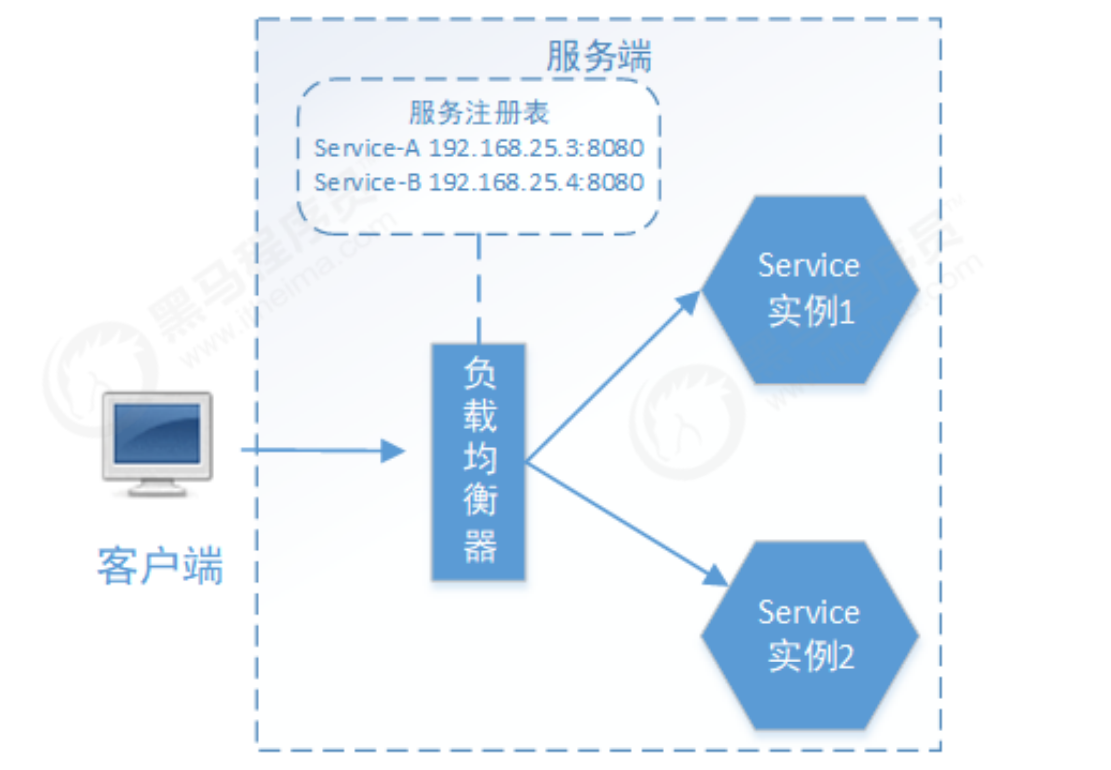 服务端
服务注册表
Service-A 192.168.25.3:8080
Service-B 192.168.25.4:8080
Service
实例1
负载均衡器
客户端
Service
实例2
黑马程序员
www.itheima.com